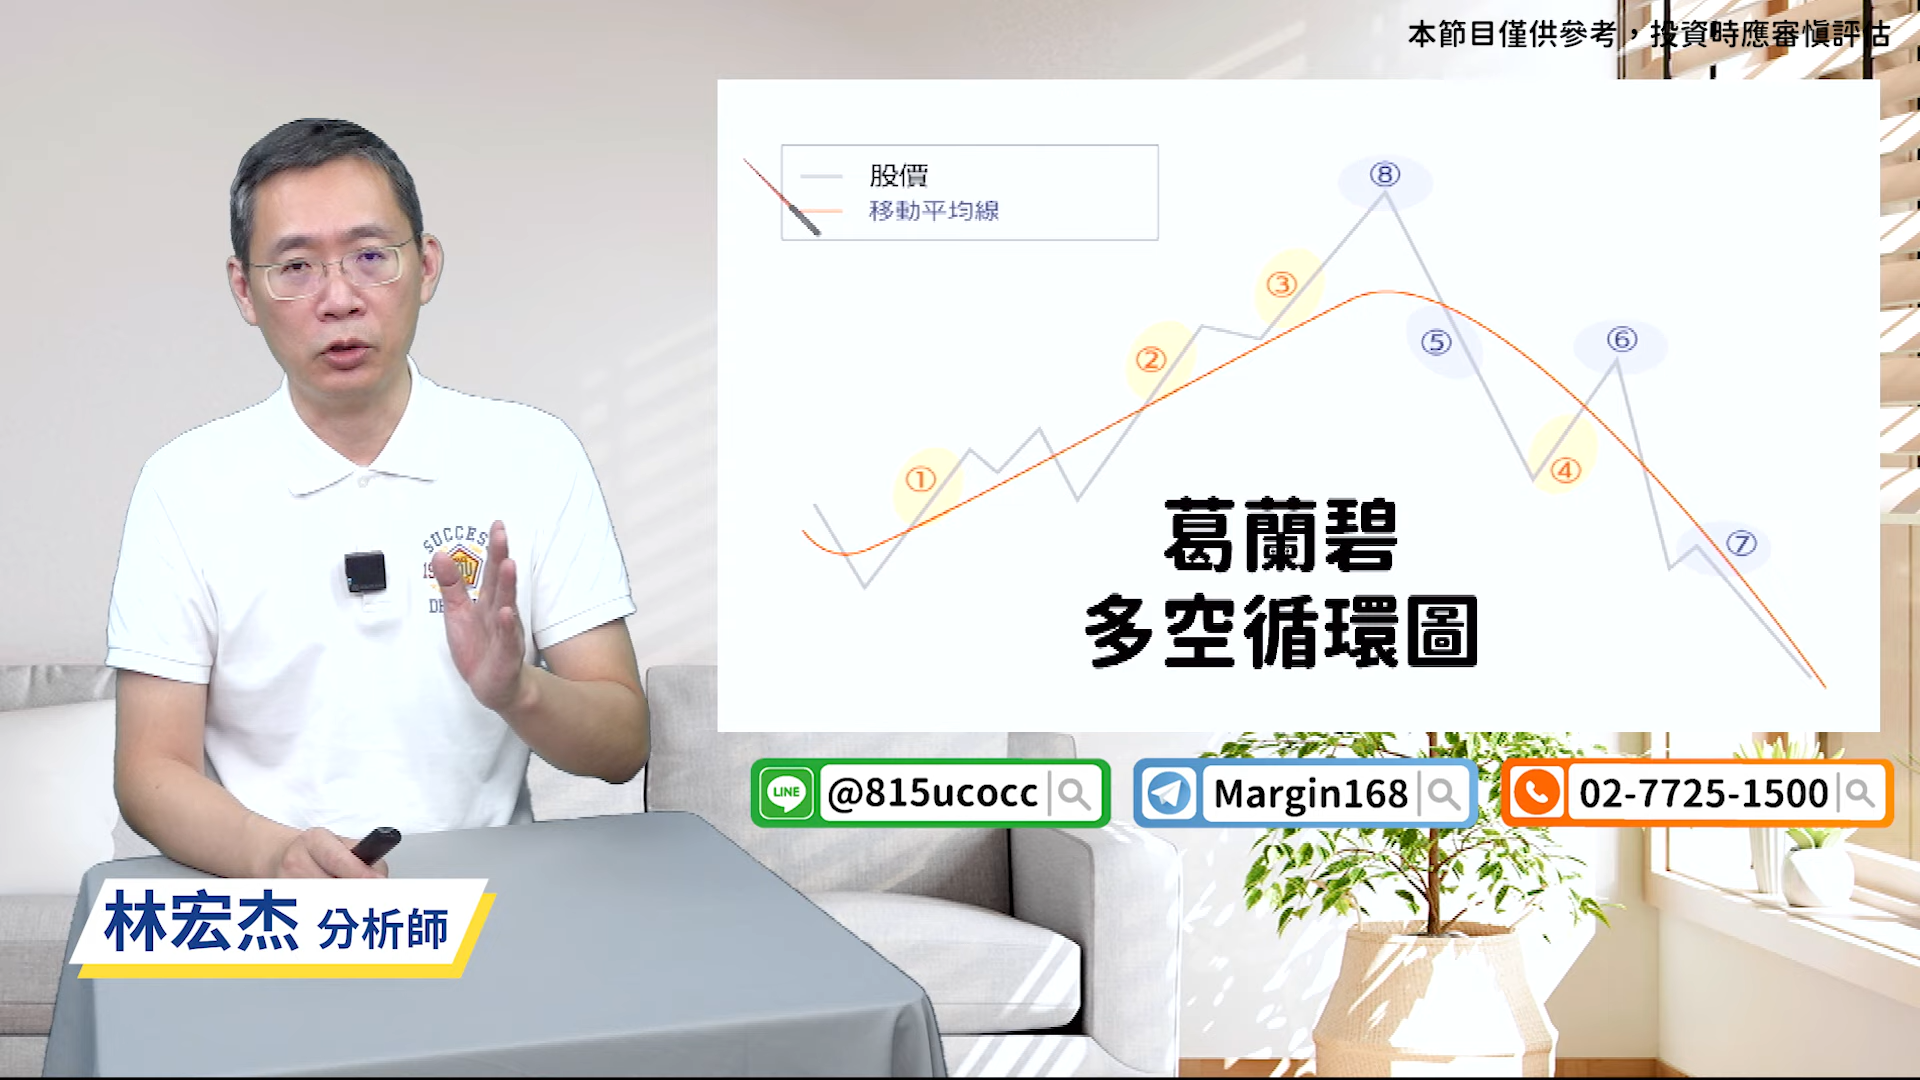 本節目僅供參考，投資時應審慎評估
股價
移動平均線
⑧
③
②
⑤
⑥
①
④
⑦
葛蘭碧
多空循環圖
SUCCES
LINE @815ucocc
Margin168
02-7725-1500
林宏杰 分析師